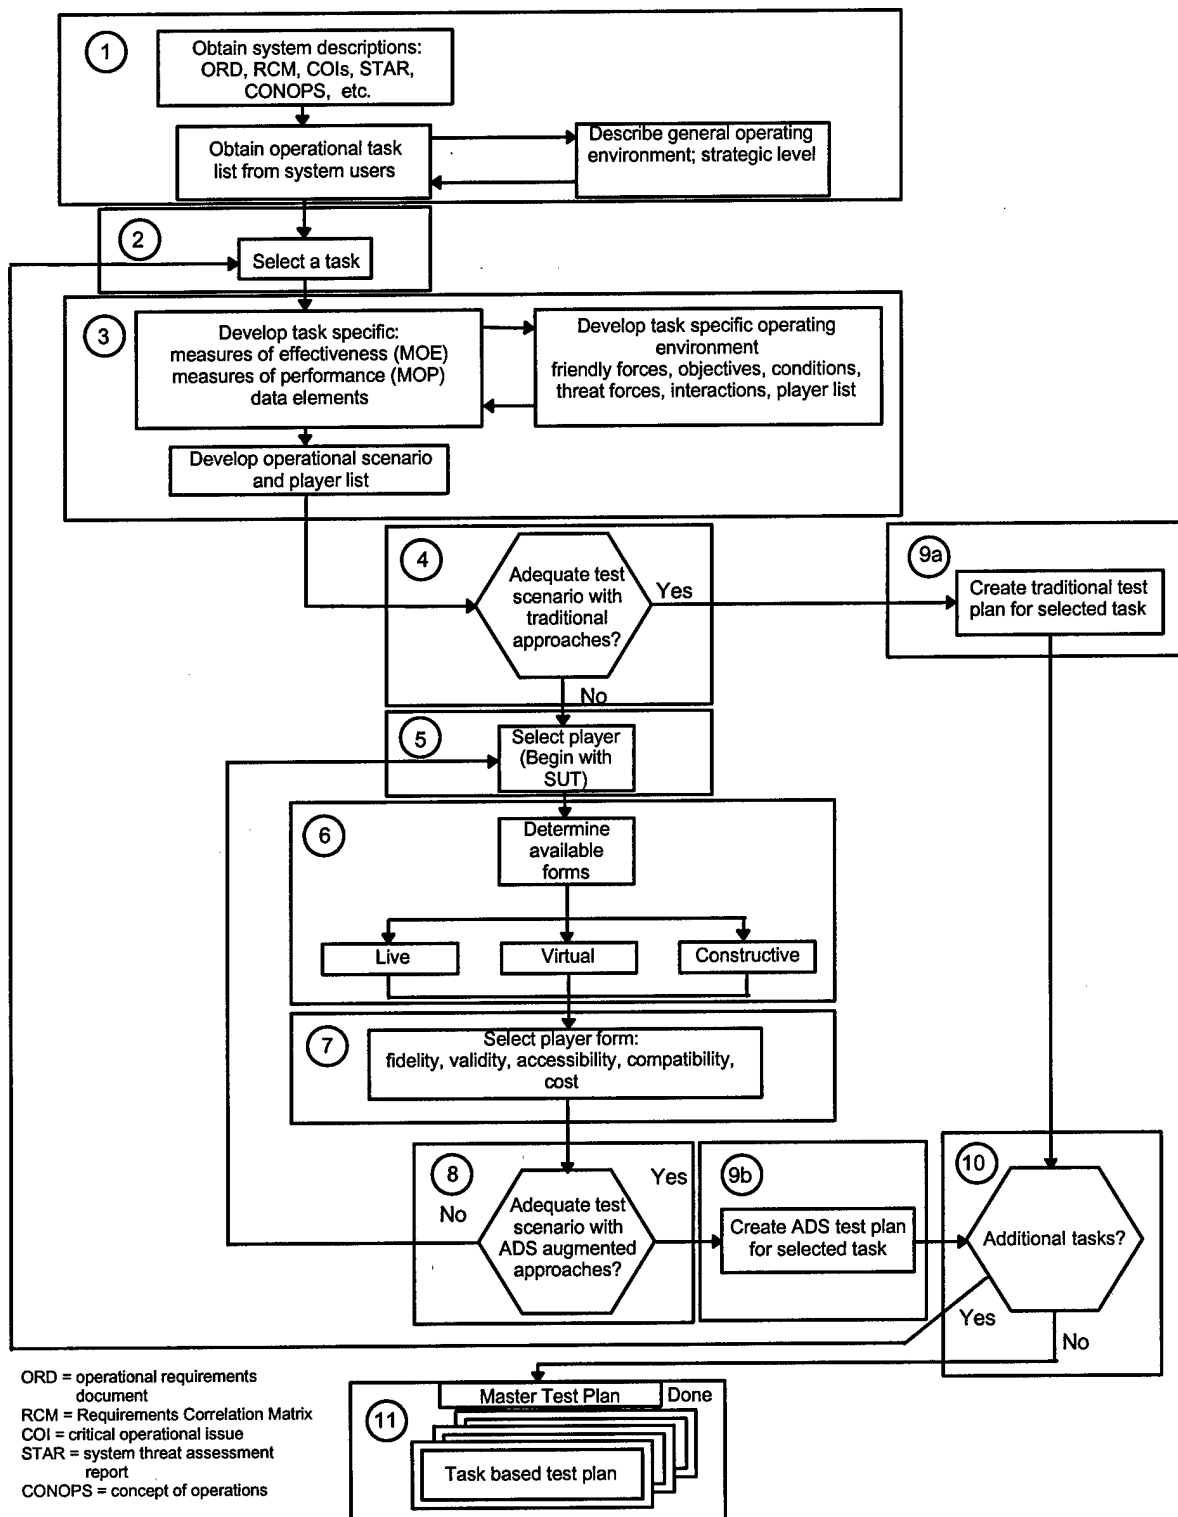 1
Obtain system descriptions:
ORD, RCM, COIs, STAR,
CONOPS, etc.
Obtain operational task
list from system users
Describe general operating
environment; strategic level
2
Select a task
3
Develop task specific:
measures of effectiveness (MOE)
measures of performance (MOP)
data elements
Develop task specific operating
environment
friendly forces, objectives, conditions,
threat forces, interactions, player list
Develop operational scenario
and player list
4
Adequate test
scenario with
traditional
approaches?
Yes
No
9a
Create traditional test
plan for selected task
5
Select player
(Begin with
SUT)
6
Determine
available
forms
Live
Virtual
Constructive
7
Select player form:
fidelity, validity, accessibility, compatibility,
cost
8
No
Adequate test
scenario with
ADS augmented
approaches?
Yes
9b
Create ADS test plan
for selected task
10
Additional tasks?
Yes
No
ORD = operational requirements
document
RCM = Requirements Correlation Matrix
COI = critical operational issue
STAR = system threat assessment
report
CONOPS = concept of operations
11
Master Test Plan
Done
Task based test plan